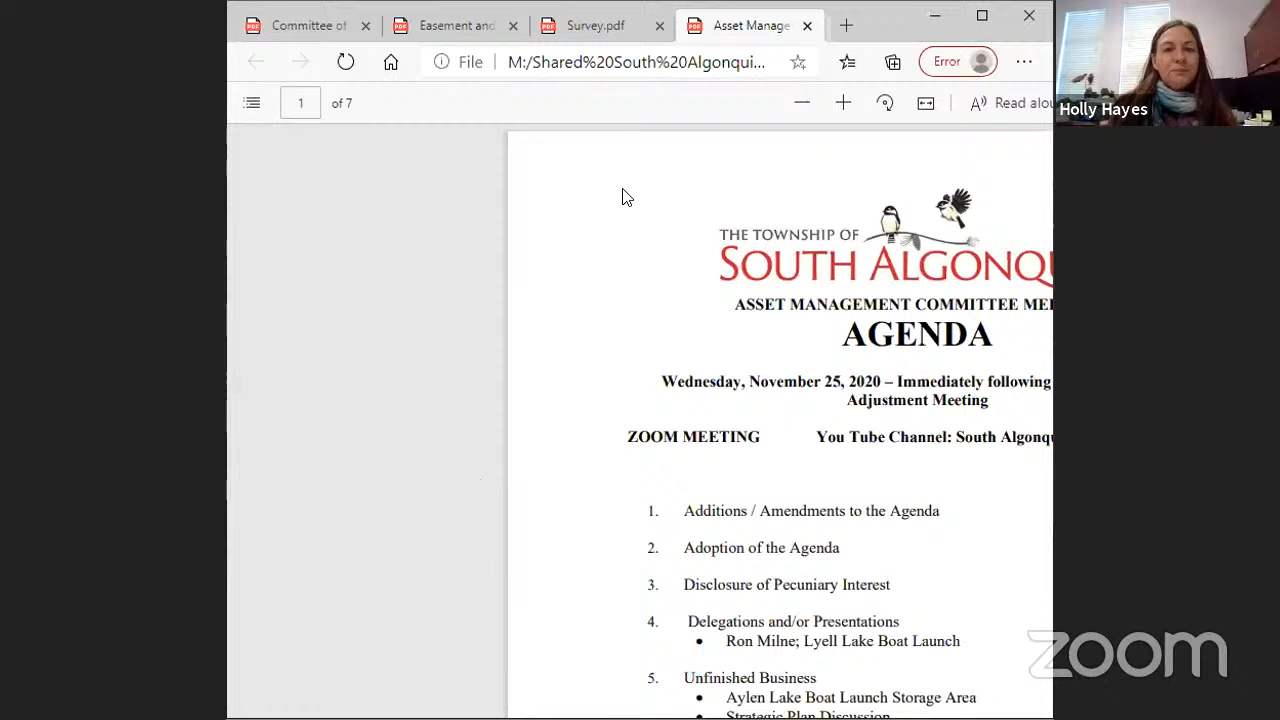 Committee of
Easement and
Survey.pdf
Asset Manage
File
M:/Shared%20South%20Algonqui...
Error
1
of 7
Read alou
Holly Hayes
THE TOWNSHIP OF
SOUTH ALGONQU
ASSET MANAGEMENT COMMITTEE MEE
AGENDA
Wednesday, November 25, 2020 – Immediately following
Adjustment Meeting
ZOOM MEETING You Tube Channel: South Algonqu
1. Additions / Amendments to the Agenda
2. Adoption of the Agenda
3. Disclosure of Pecuniary Interest
4. Delegations and/or Presentations
• Ron Milne; Lyell Lake Boat Launch
5. Unfinished Business
• Aylen Lake Boat Launch Storage Area
• Strategic Plan Discussion
zoom